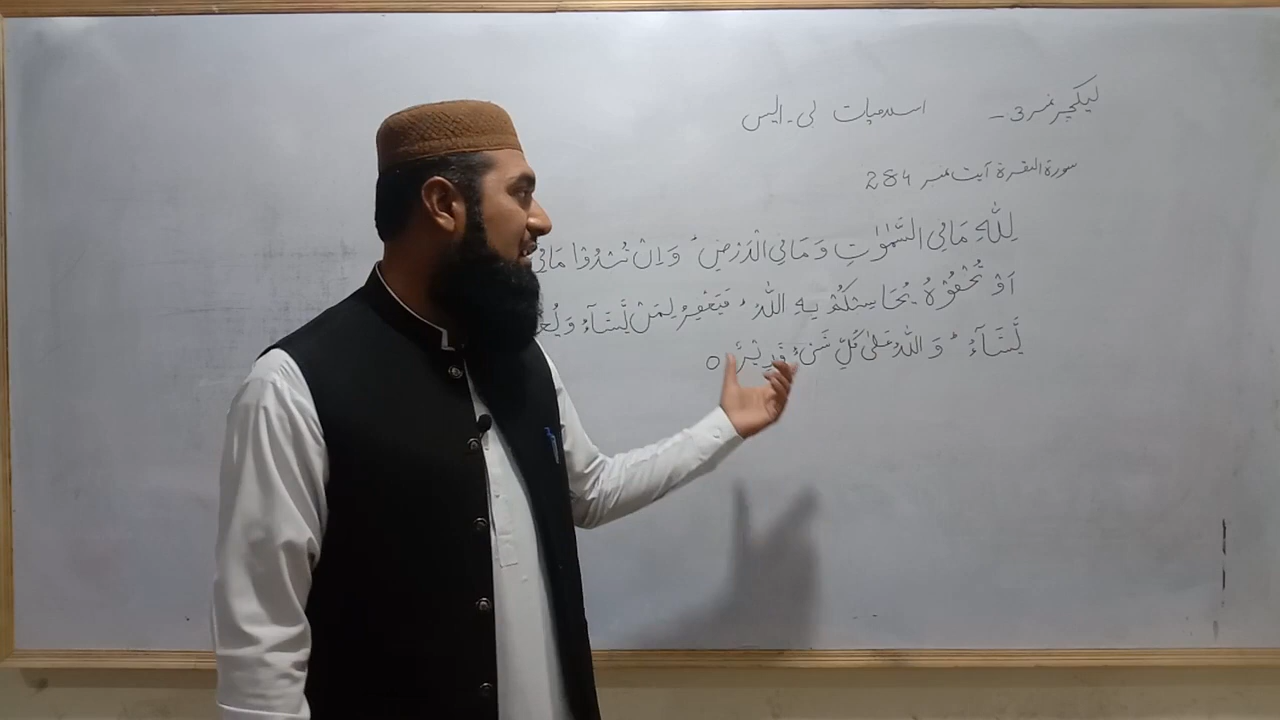 لیکچر نمبر 3 - اسلامیات بی۔ایس
سورۃ البقرۃ آیت نمبر 284
لِلّٰهِ مَا فِی السَّمٰوٰتِ وَ مَا فِی الْاَرْضِ ؕ وَ اِنْ تُبْدُوْا مَا فِیْ
اَوْ تُخْفُوْهُ یُحَاسِبْكُمْ بِهِ اللّٰهُ ؕ فَیَغْفِرُ لِمَنْ یَّشَآءُ وَ یُعَ
یَّشَآءُ ؕ وَ اللّٰهُ عَلٰی كُلِّ شَیْءٍ قَدِیْرٌ ۝